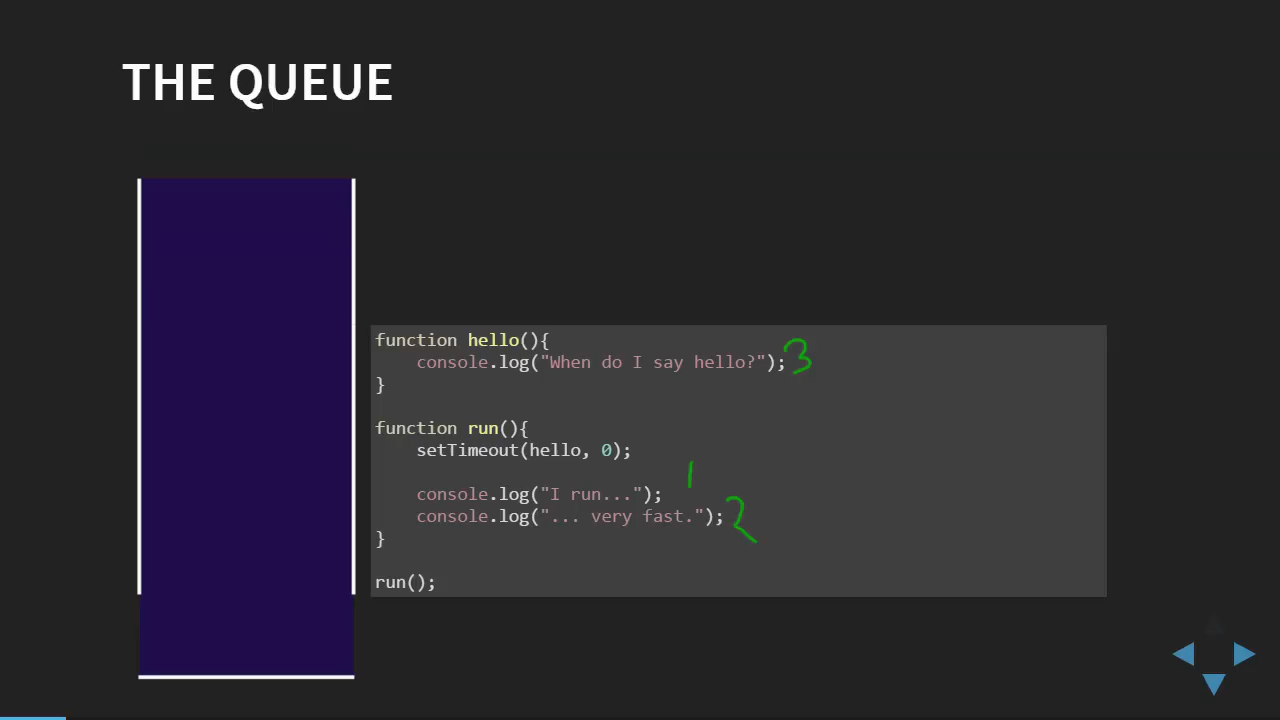 THE QUEUE
function hello(){
    console.log("When do I say hello?"); 3
}
function run(){
    setTimeout(hello, 0);
1
    console.log("I run...");
    console.log("... very fast."); 2
}
run();